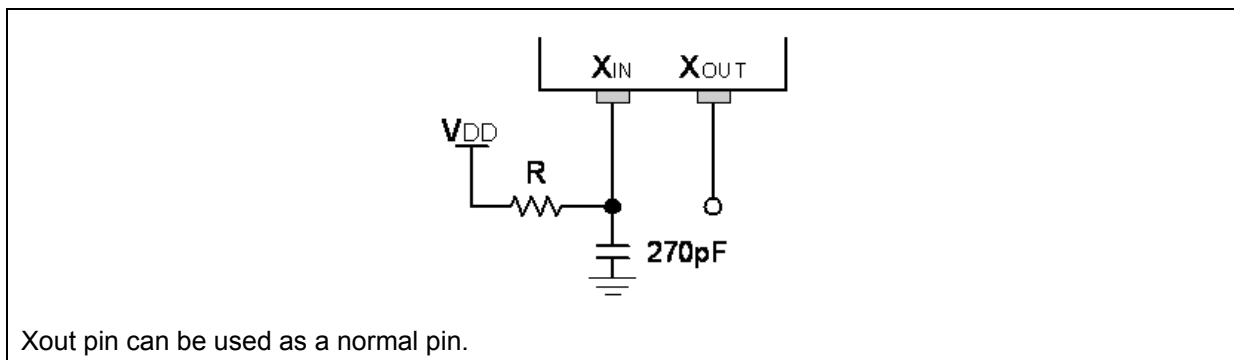 XIN XOUT
VDD
R
270pF
Xout pin can be used as a normal pin.